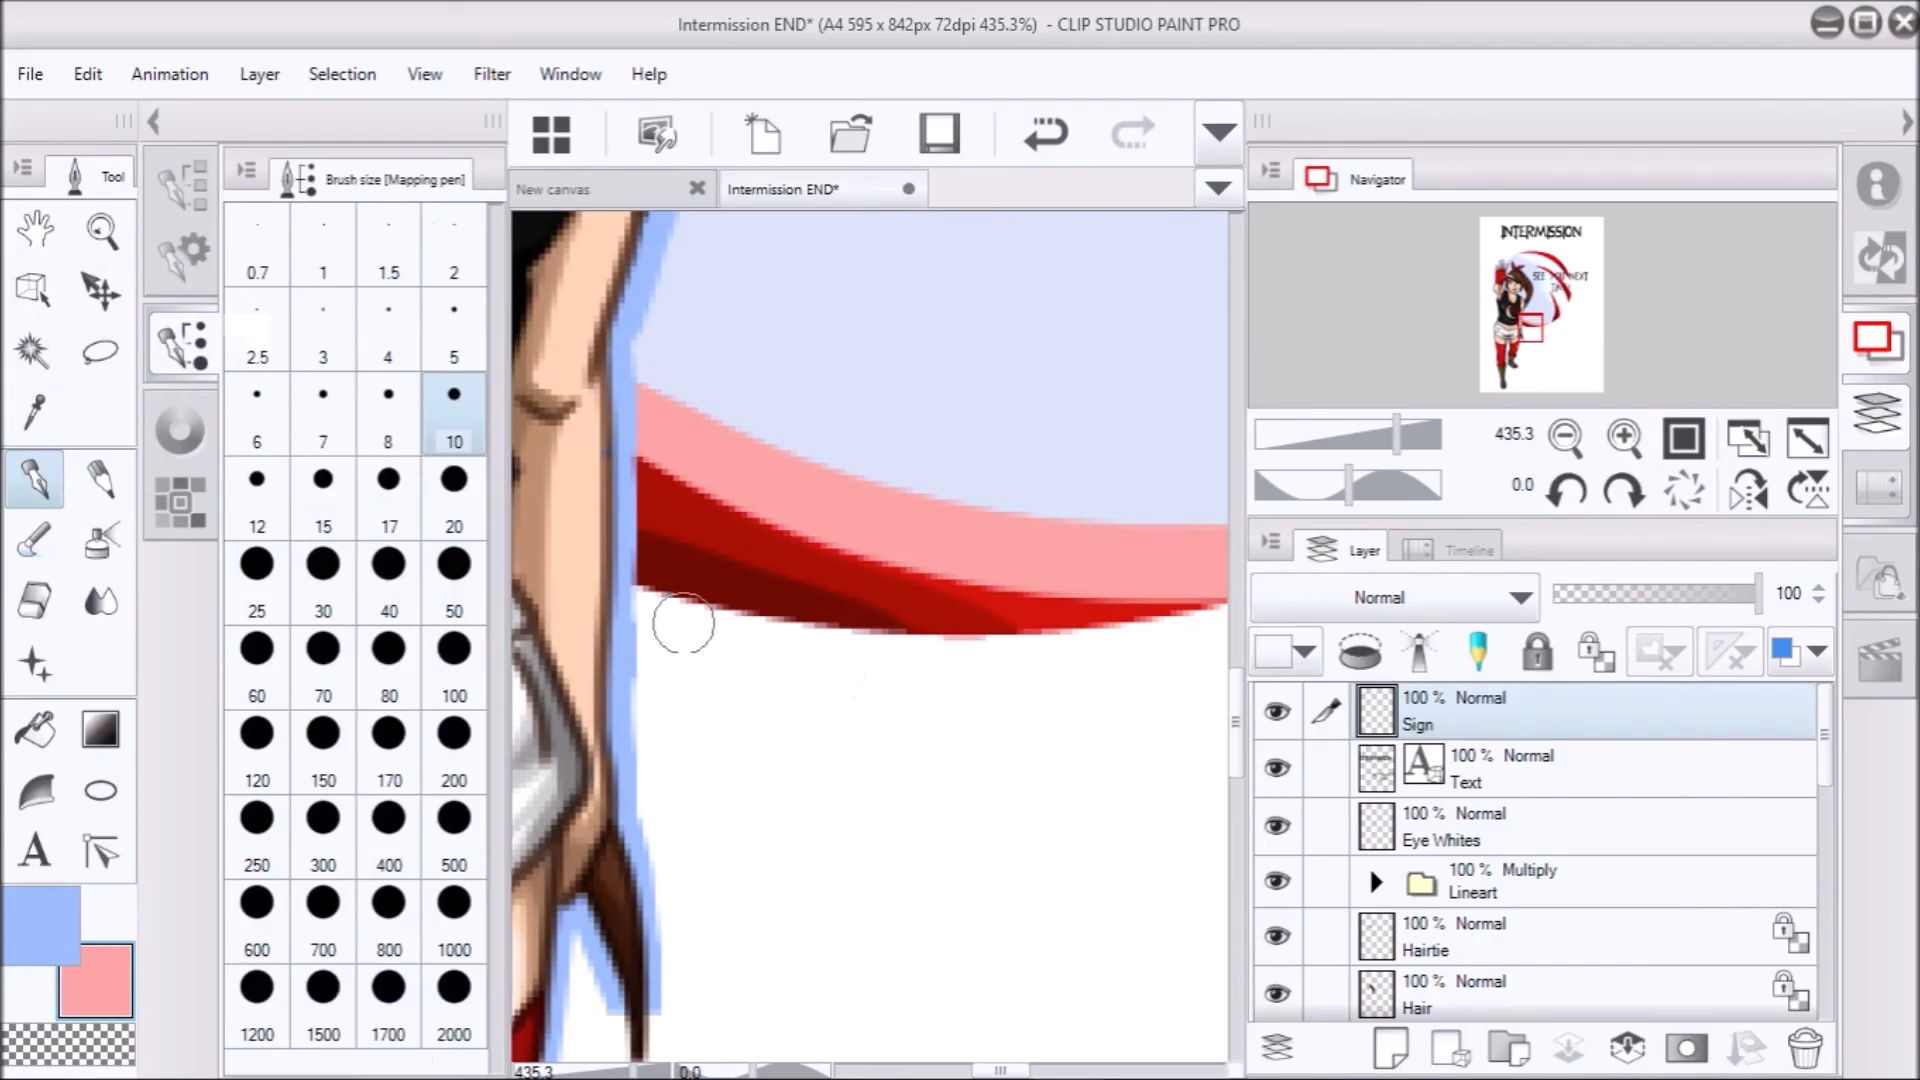 Intermission END* (A4 595 x 842px 72dpi 435.3%)  - CLIP STUDIO PAINT PRO
File Edit Animation Layer Selection View Filter Window Help
Tool
Brush size [Mapping pen]
New canvas
Intermission END*
Navigator
0.7 1 1.5 2
2.5 3 4 5
6 7 8 10
12 15 17 20
25 30 40 50
60 70 80 100
120 150 170 200
250 300 400 500
600 700 800 1000
1200 1500 1700 2000
INTERMISSION
SEE YOU NEXT
435.3
0.0
Layer
Timeline
Normal
100
100 % Normal
Sign
100 % Normal
A
Text
100 % Normal
Eye Whites
100 % Multiply
Lineart
100 % Normal
Hairtie
100 % Normal
Hair
A
435.3
0.0